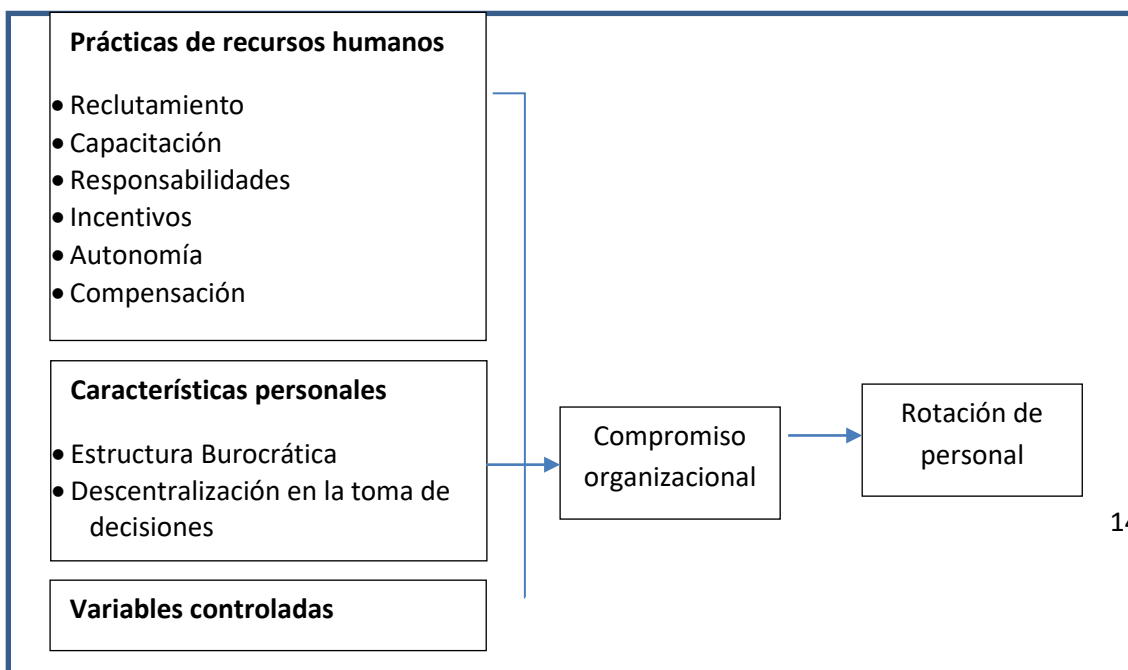 Prácticas de recursos humanos
• Reclutamiento
• Capacitación
• Responsabilidades
• Incentivos
• Autonomía
• Compensación
Características personales
• Estructura Burocrática
• Descentralización en la toma de
decisiones
Variables controladas
Compromiso
organizacional
Rotación de
personal
14